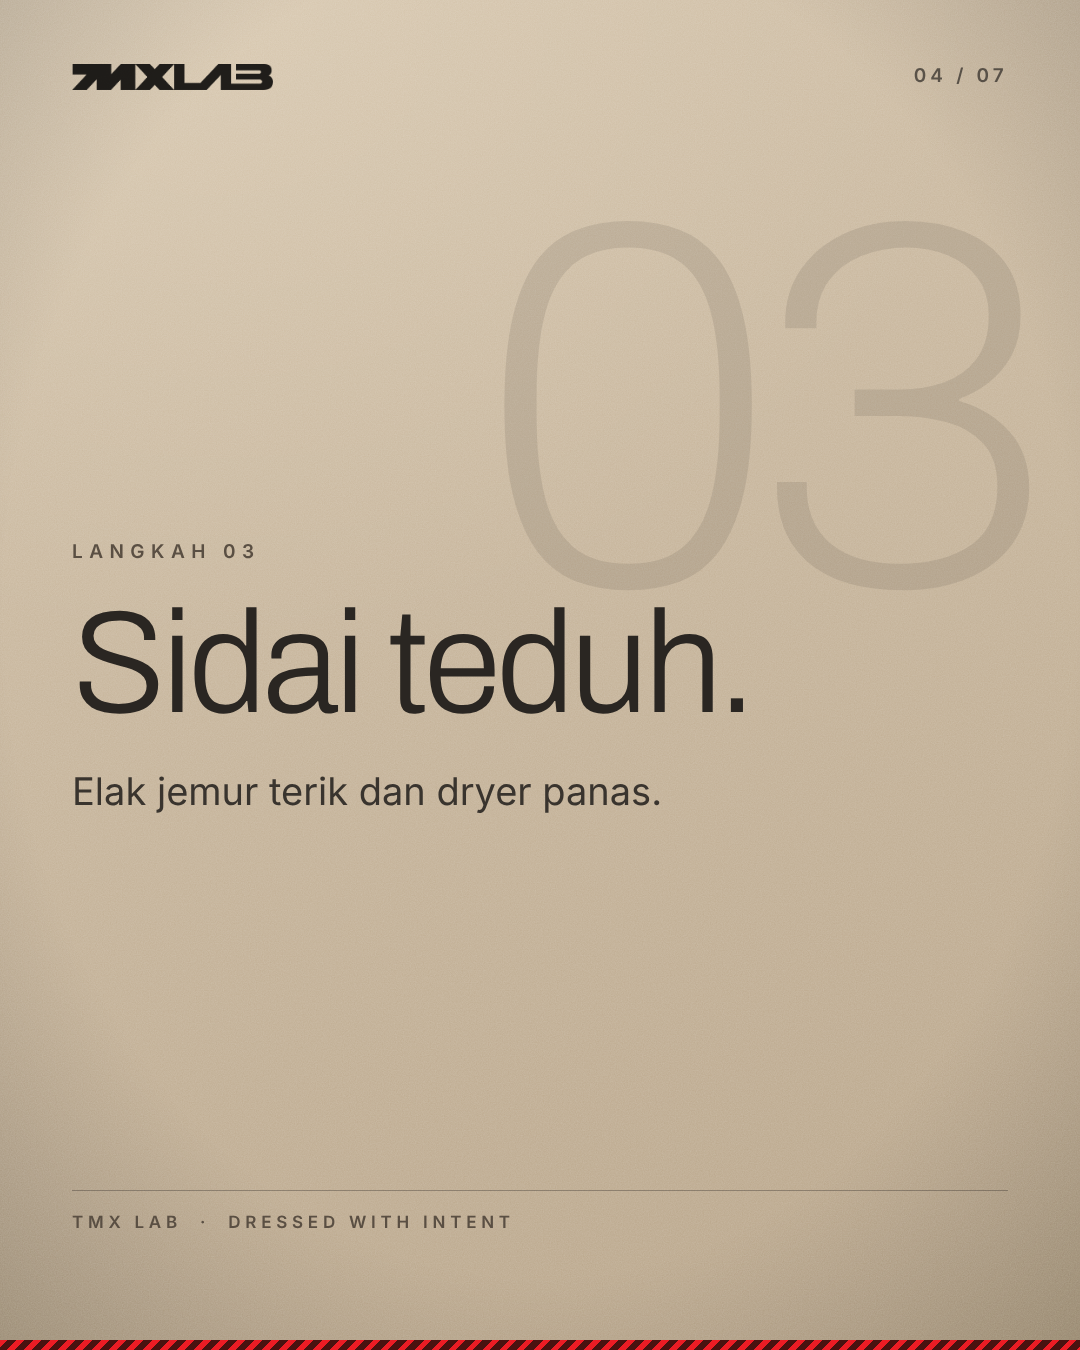 TMXLAB
04 / 07
03
LANGKAH 03
Sidai teduh.
Elak jemur terik dan dryer panas.
TMX LAB · DRESSED WITH INTENT